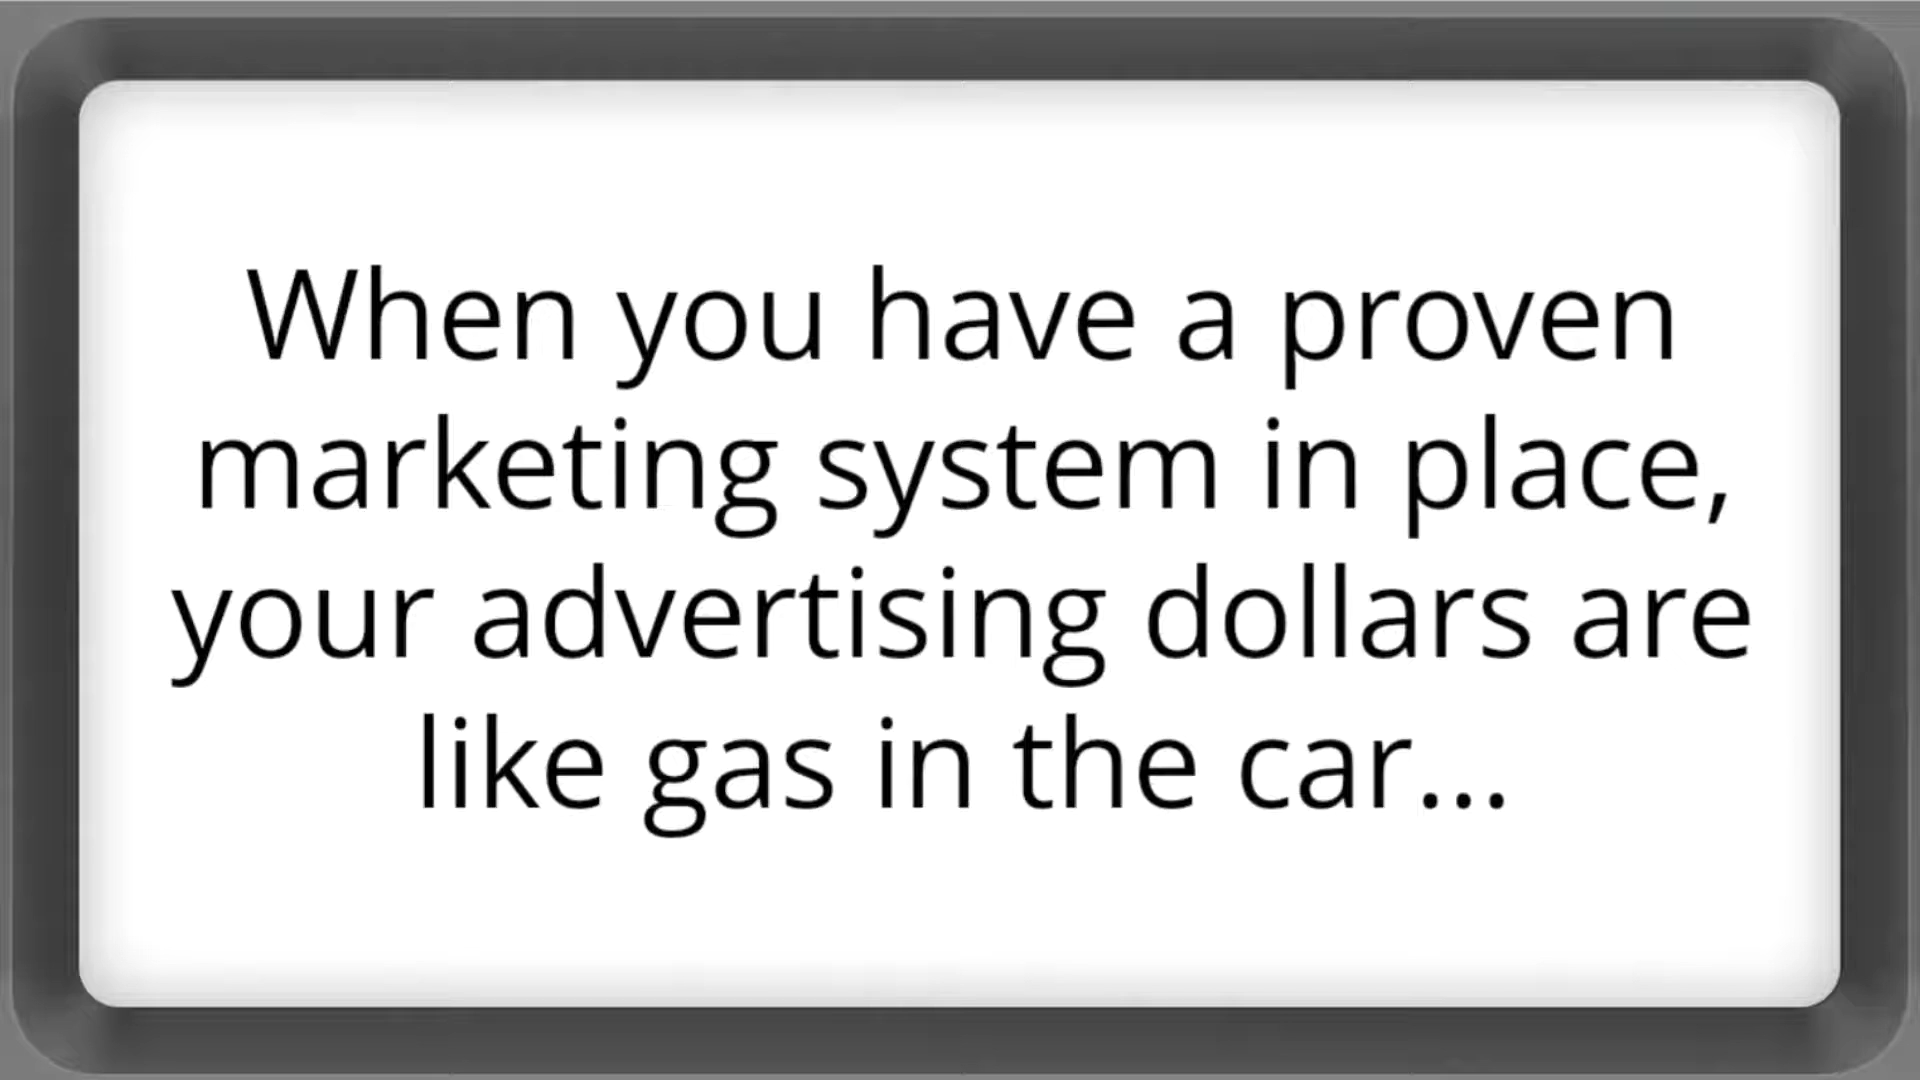 When you have a proven
marketing system in place,
your advertising dollars are
like gas in the car...